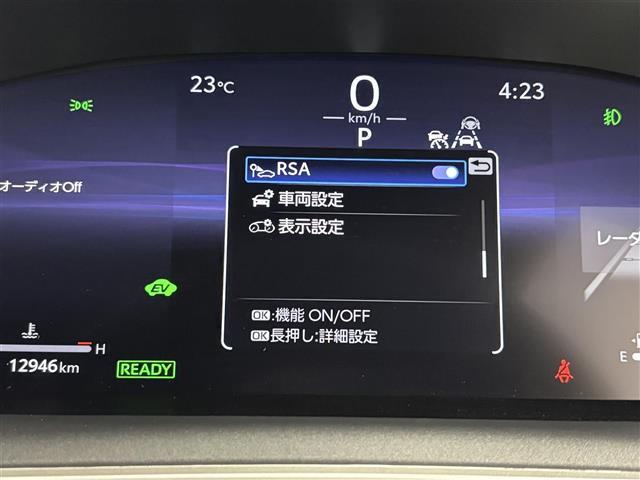 23℃
0
km/h
P
4:23
オーディオOff
RSA
車両設定
表示設定
OK:機能 ON/OFF
OK長押し:詳細設定
EV
H
12946 km
READY
レーダ
E